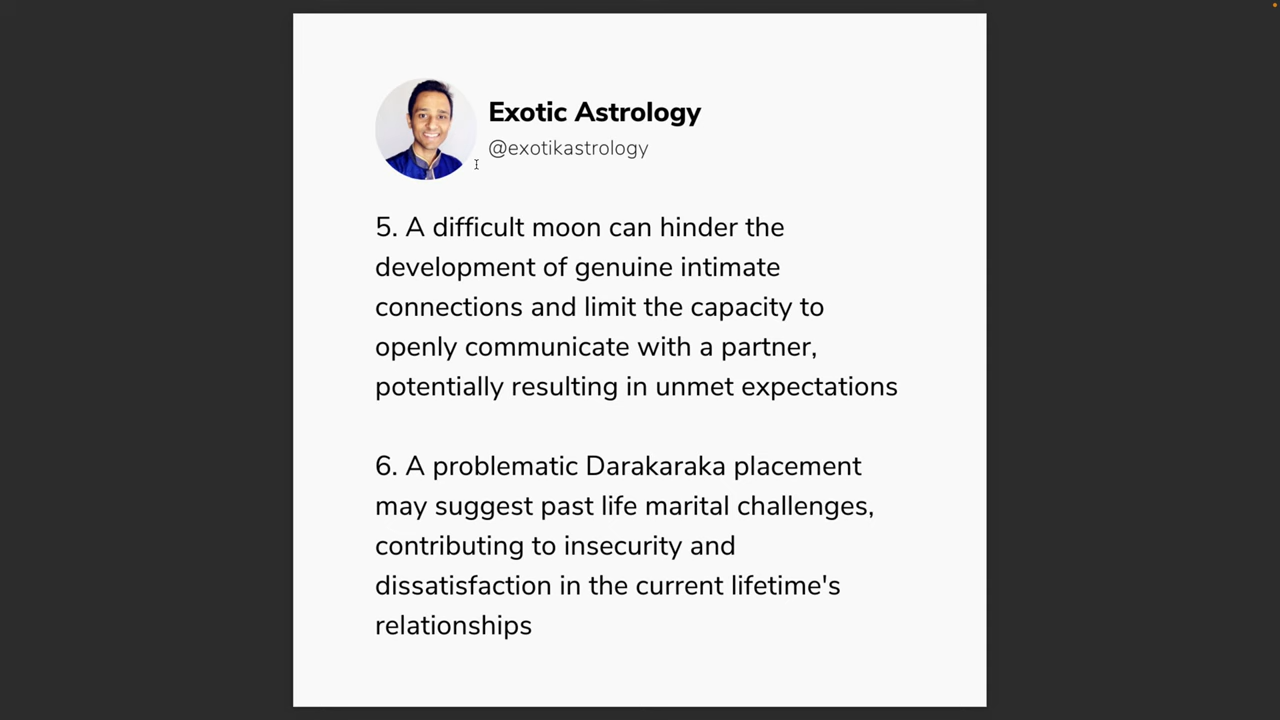 Exotic Astrology
@exotikastrology
5. A difficult moon can hinder the
development of genuine intimate
connections and limit the capacity to
openly communicate with a partner,
potentially resulting in unmet expectations
6. A problematic Darakaraka placement
may suggest past life marital challenges,
contributing to insecurity and
dissatisfaction in the current lifetime's
relationships